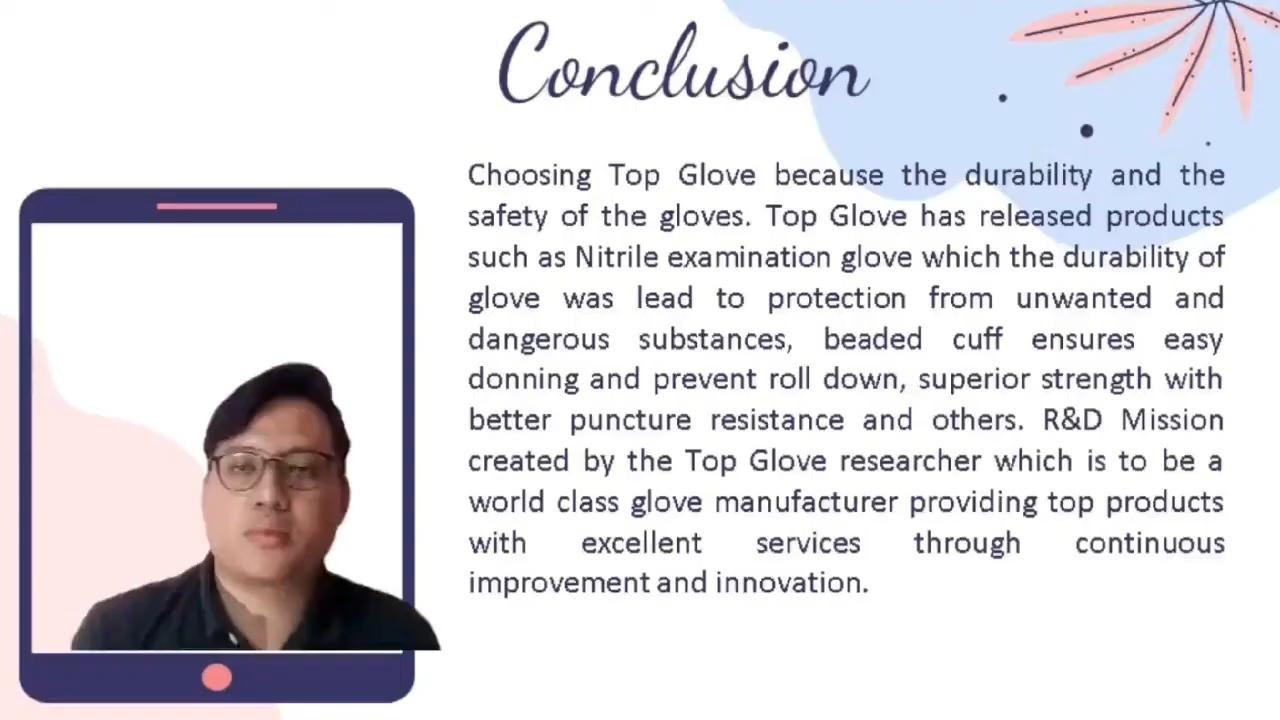 Conclusion
Choosing Top Glove because the durability and the
safety of the gloves. Top Glove has released products
such as Nitrile examination glove which the durability of
glove was lead to protection from unwanted and
dangerous substances, beaded cuff ensures easy
donning and prevent roll down, superior strength with
better puncture resistance and others. R&D Mission
created by the Top Glove researcher which is to be a
world class glove manufacturer providing top products
with excellent services through continuous
improvement and innovation.